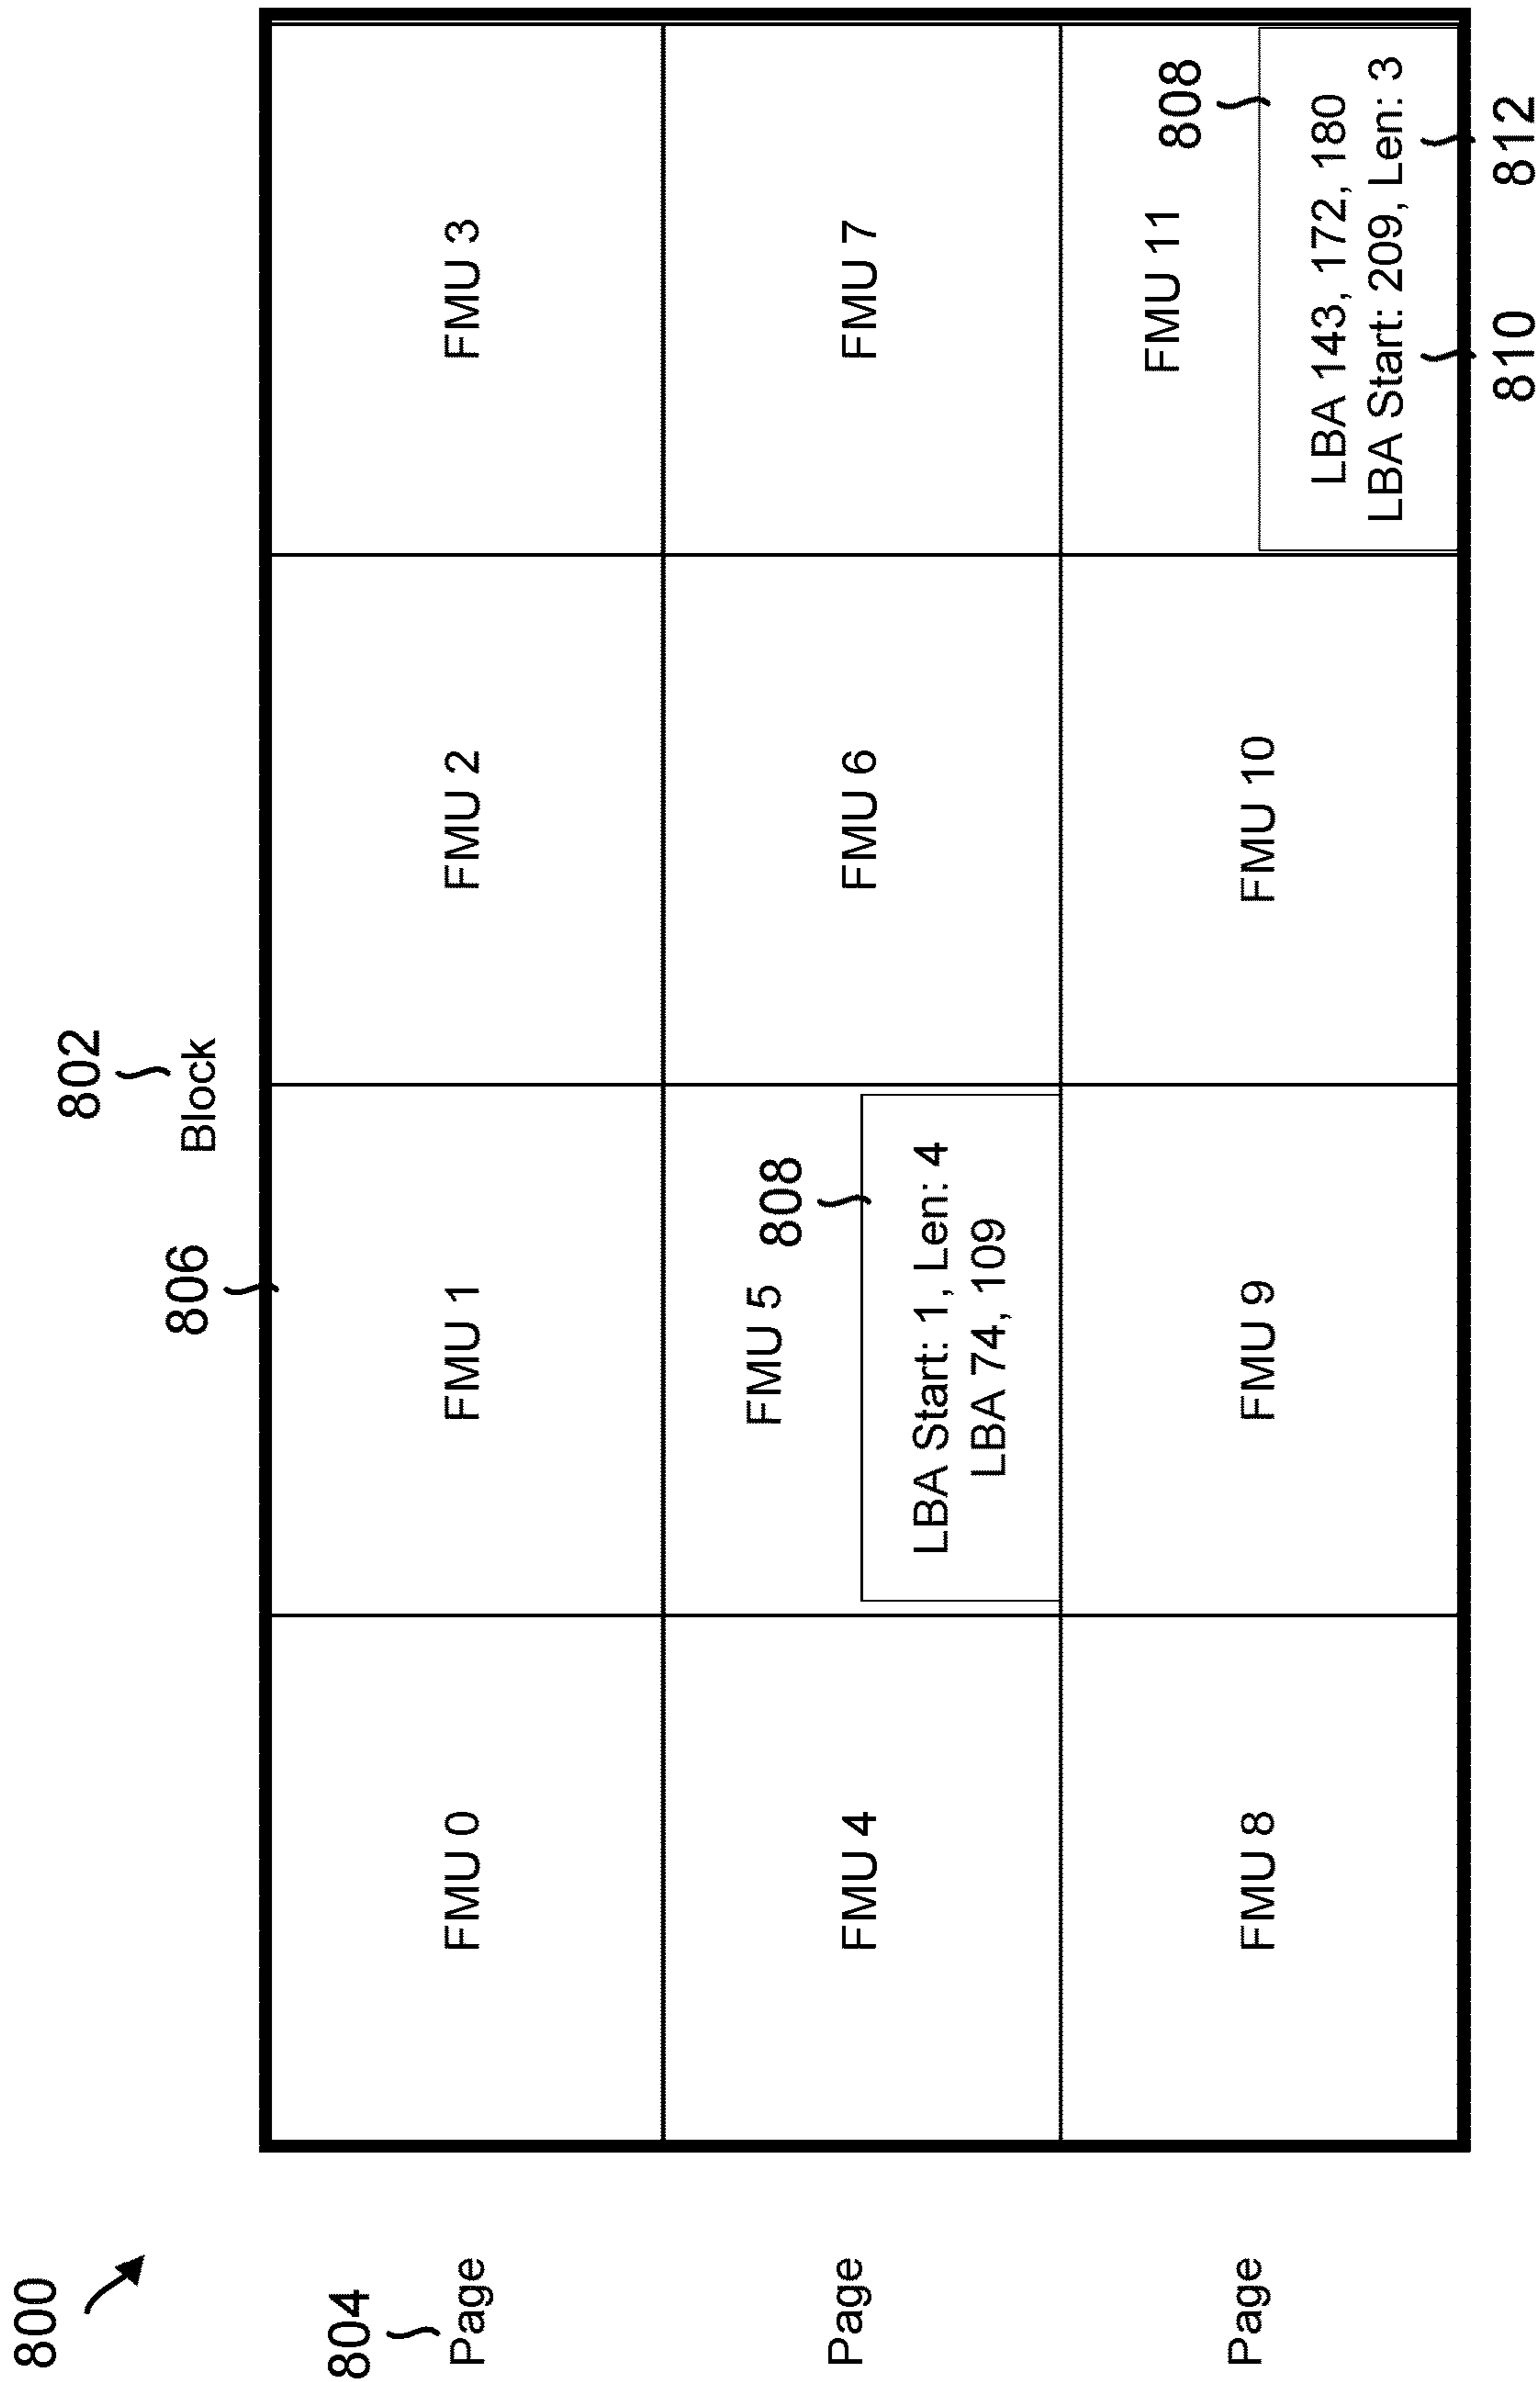 800
802
Block
806
804
Page
FMU 0
FMU 1
FMU 2
FMU 3
Page
FMU 4
FMU 5
808
LBA Start: 1, Len: 4
LBA 74, 109
FMU 6
FMU 7
Page
FMU 8
FMU 9
FMU 10
FMU 11
808
LBA 143, 172, 180
LBA Start: 209, Len: 3
810
812